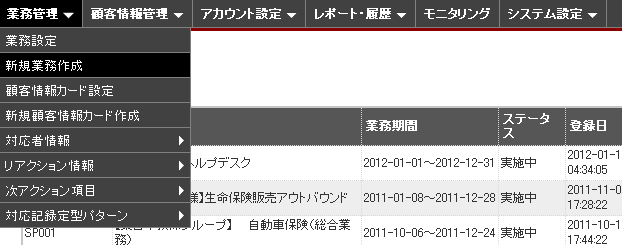 業務管理 顧客情報管理 アカウント設定 レポート・履歴 モニタリング システム設定
業務設定
新規業務作成
顧客情報カード設定
新規顧客情報カード作成
対応者情報
リアクション情報
次アクション項目
対応記録定型パターン
業務期間 ステータス 登録日
ルプデスク 2012-01-01～2012-12-31 実施中 2012-01-1
04:34:05
様】生命保険販売アウトバウンド 2011-01-08～2011-12-28 実施中 2011-11-0
17:28:22
SP001 グループ】 自動車保険(総合業務) 2011-10-06～2011-12-24 実施中 2011-10-1
17:44:22